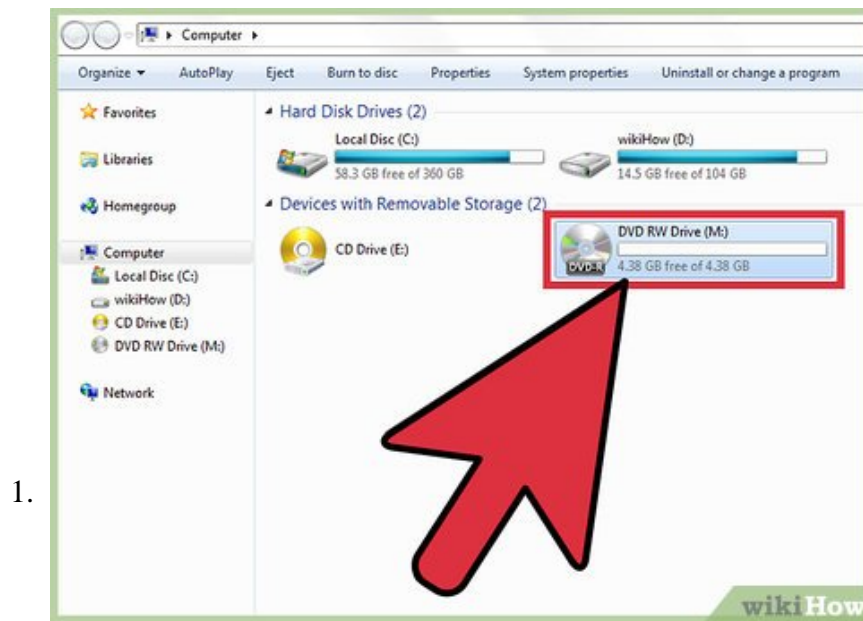 Computer
Organize AutoPlay Eject Burn to disc Properties System properties Uninstall or change a program
Favorites
Libraries
Homegroup
Computer
Local Disc (C:)
wikiHow (D:)
CD Drive (E:)
DVD RW Drive (M:)
Network
Hard Disk Drives (2)
Local Disc (C:)
58.3 GB free of 360 GB
wikiHow (D:)
14.5 GB free of 104 GB
Devices with Removable Storage (2)
CD Drive (E:)
DVD RW Drive (M:)
DVD-R
4.38 GB free of 4.38 GB
1.
wikiHow